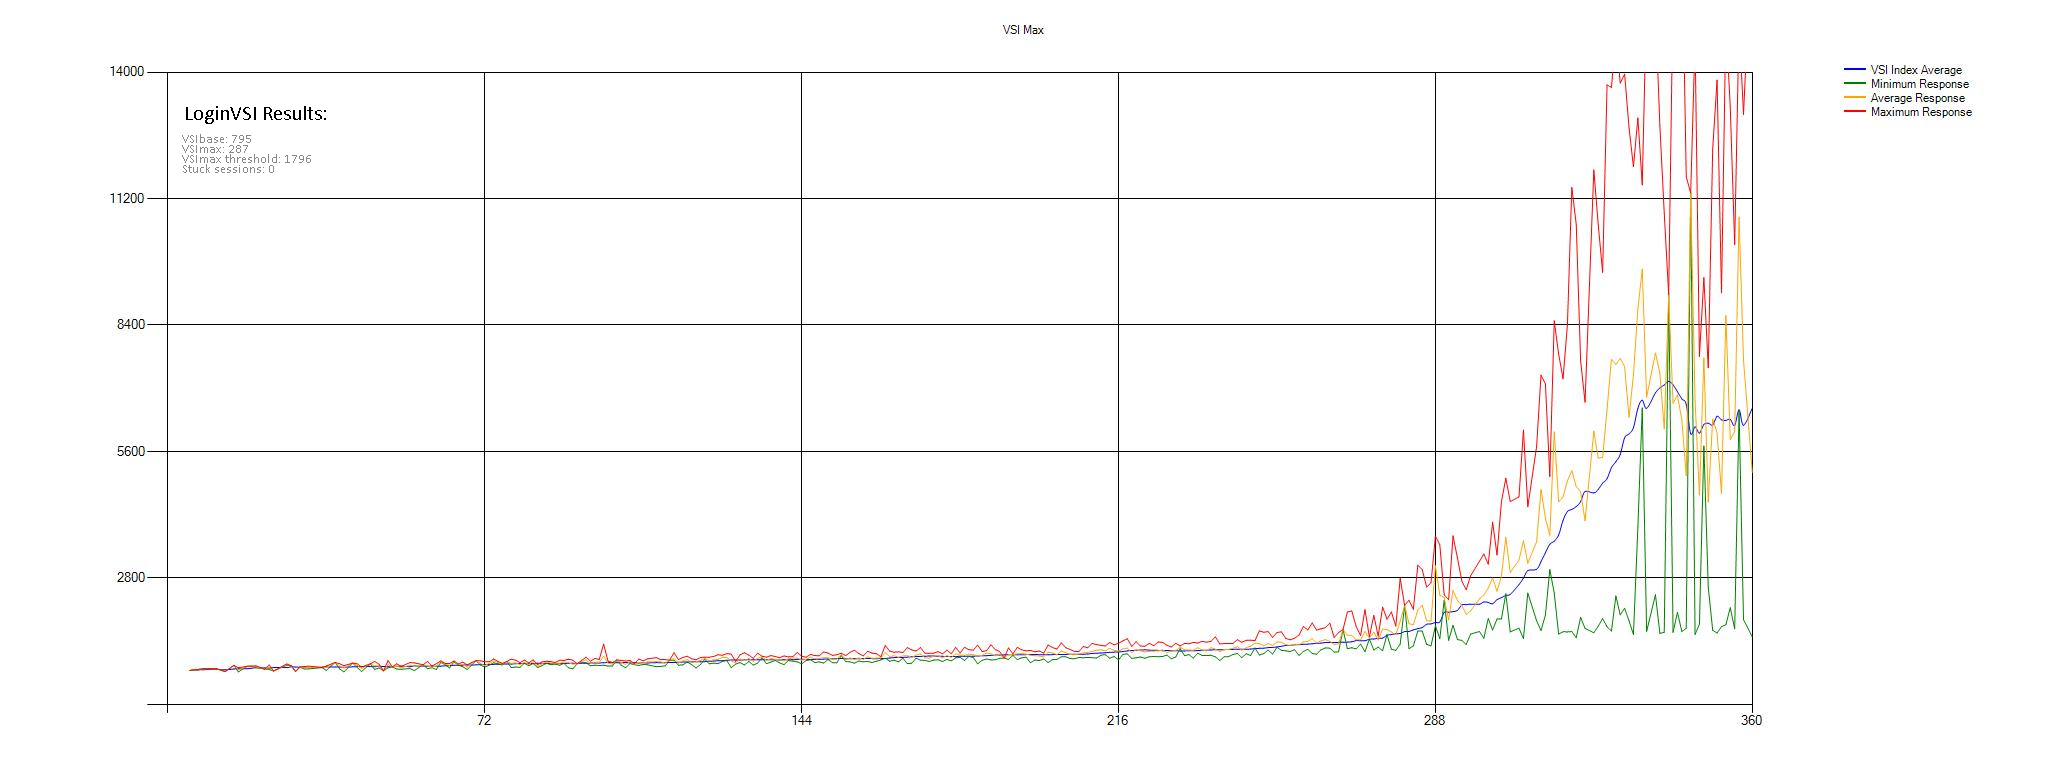 VSI Max
14000
11200
8400
5600
2800
LoginVSI Results:
VSIbase: 795
VSImax: 287
VSImax threshold: 1796
Stuck sessions: 0
VSI Index Average
Minimum Response
Average Response
Maximum Response
72
144
216
288
360